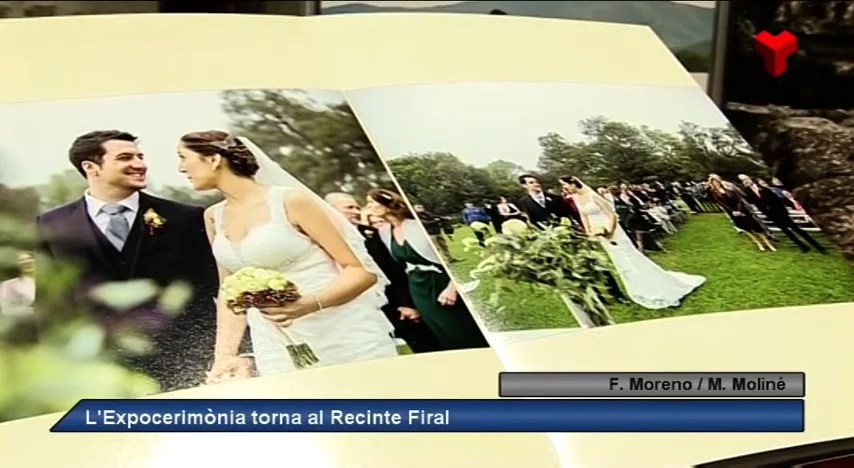 F. Moreno / M. Moliné
L'Expocerimònia torna al Recinte Firal